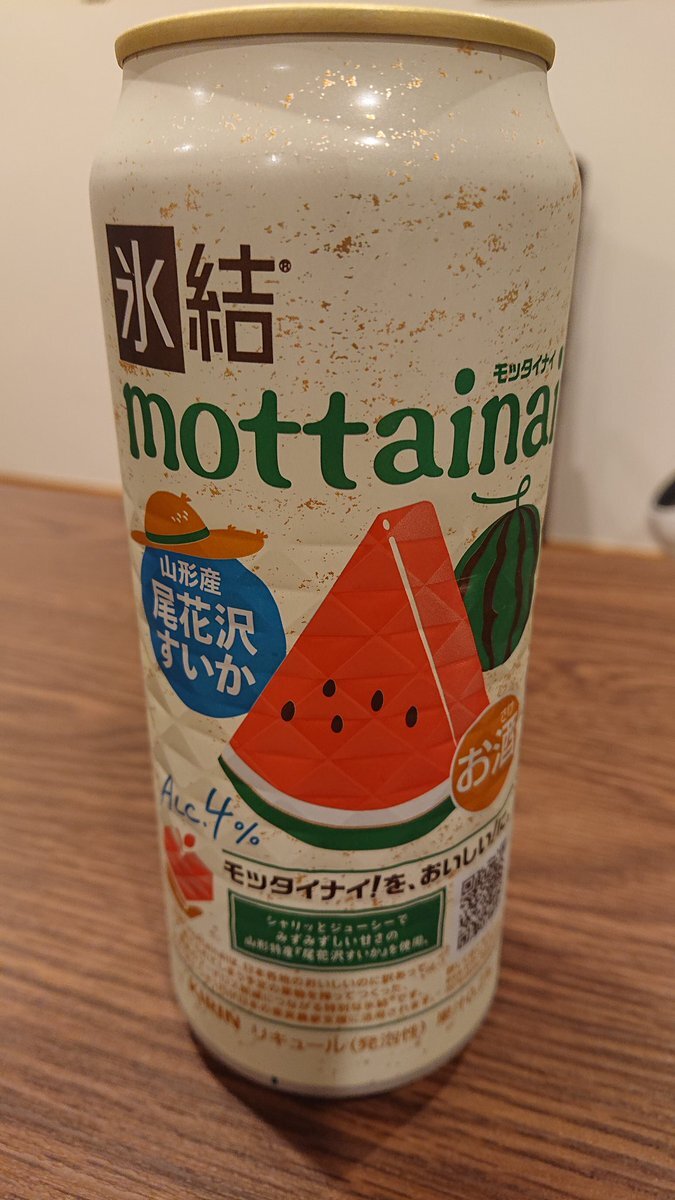 氷結®
モッタイナイ
mottainai
山形産
尾花沢
すいか
お酒
ALC.4%
モッタイナイ!を、おいしい!に。
シャリッとジューシーで
みずみずしい甘さの
山形特産「尾花沢すいか」を使用。
KIRIN リキュール(発泡性)